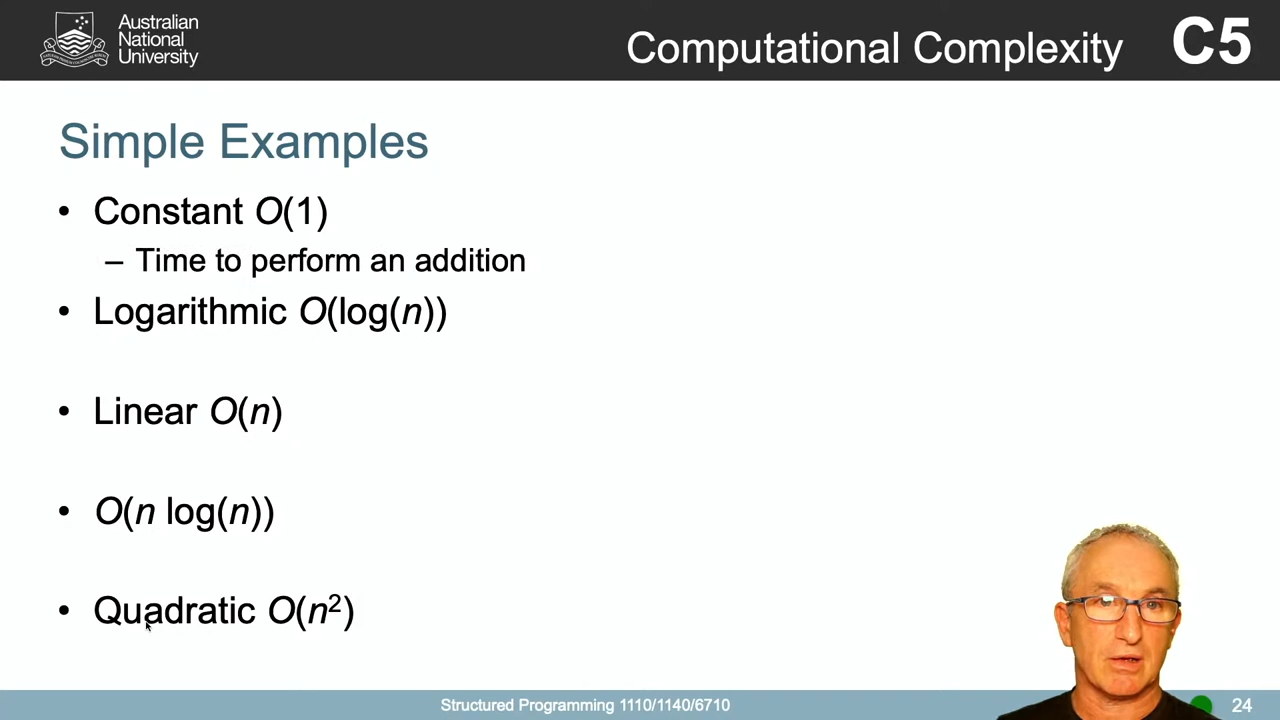 Australian
National
University
Computational Complexity C5
Simple Examples
• Constant O(1)
– Time to perform an addition
• Logarithmic O(log(n))
• Linear O(n)
• O(n log(n))
• Quadratic O(n²)
Structured Programming 1110/1140/6710
24